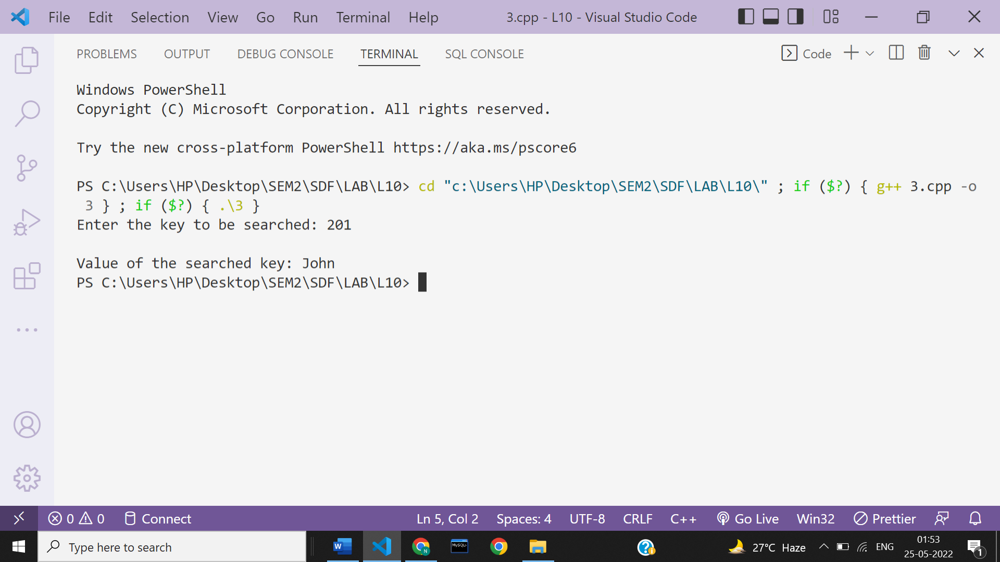 File Edit Selection View Go Run Terminal Help 3.cpp - L10 - Visual Studio Code
PROBLEMS OUTPUT DEBUG CONSOLE TERMINAL SQL CONSOLE Code
Windows PowerShell
Copyright (C) Microsoft Corporation. All rights reserved.
Try the new cross-platform PowerShell https://aka.ms/pscore6
PS C:\Users\HP\Desktop\SEM2\SDF\LAB\L10> cd "c:\Users\HP\Desktop\SEM2\SDF\LAB\L10\" ; if ($?) { g++ 3.cpp -o
3 } ; if ($?) { .\3 }
Enter the key to be searched: 201
Value of the searched key: John
PS C:\Users\HP\Desktop\SEM2\SDF\LAB\L10>
0 0 Connect Ln 5, Col 2 Spaces: 4 UTF-8 CRLF C++ Go Live Win32 Prettier
Type here to search W MySQL N 27°C Haze ENG 01:53
25-05-2022 1